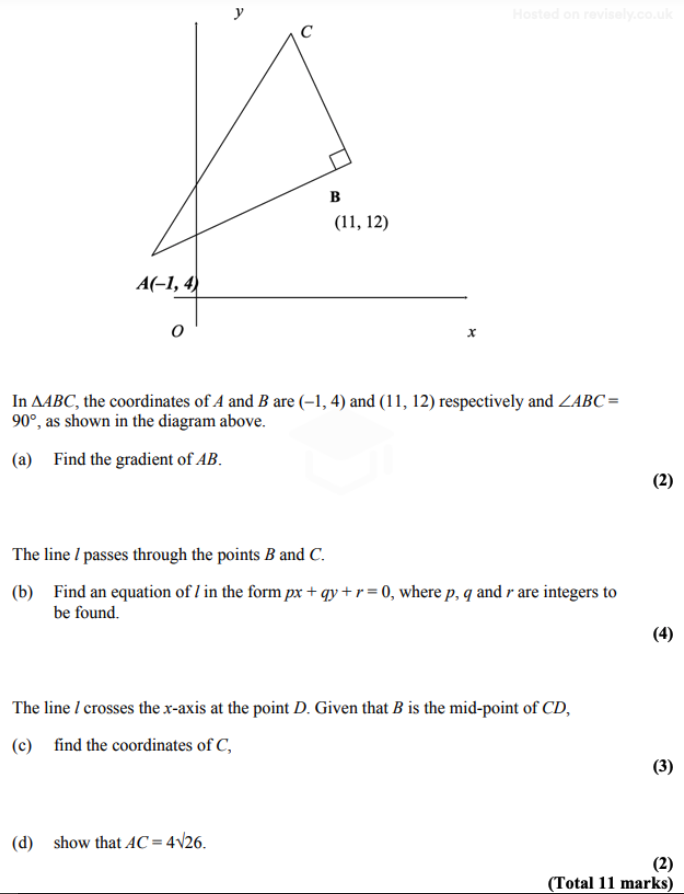 Hosted on revisely.co.uk
y
C
B
(11, 12)
A(–1, 4)
O
x
In ΔABC, the coordinates of A and B are (–1, 4) and (11, 12) respectively and ∠ABC =
90°, as shown in the diagram above.
(a) Find the gradient of AB.
(2)
The line l passes through the points B and C.
(b) Find an equation of l in the form px + qy + r = 0, where p, q and r are integers to
be found.
(4)
The line l crosses the x-axis at the point D. Given that B is the mid-point of CD,
(c) find the coordinates of C,
(3)
(d) show that AC = 4√26.
(2)
(Total 11 marks)